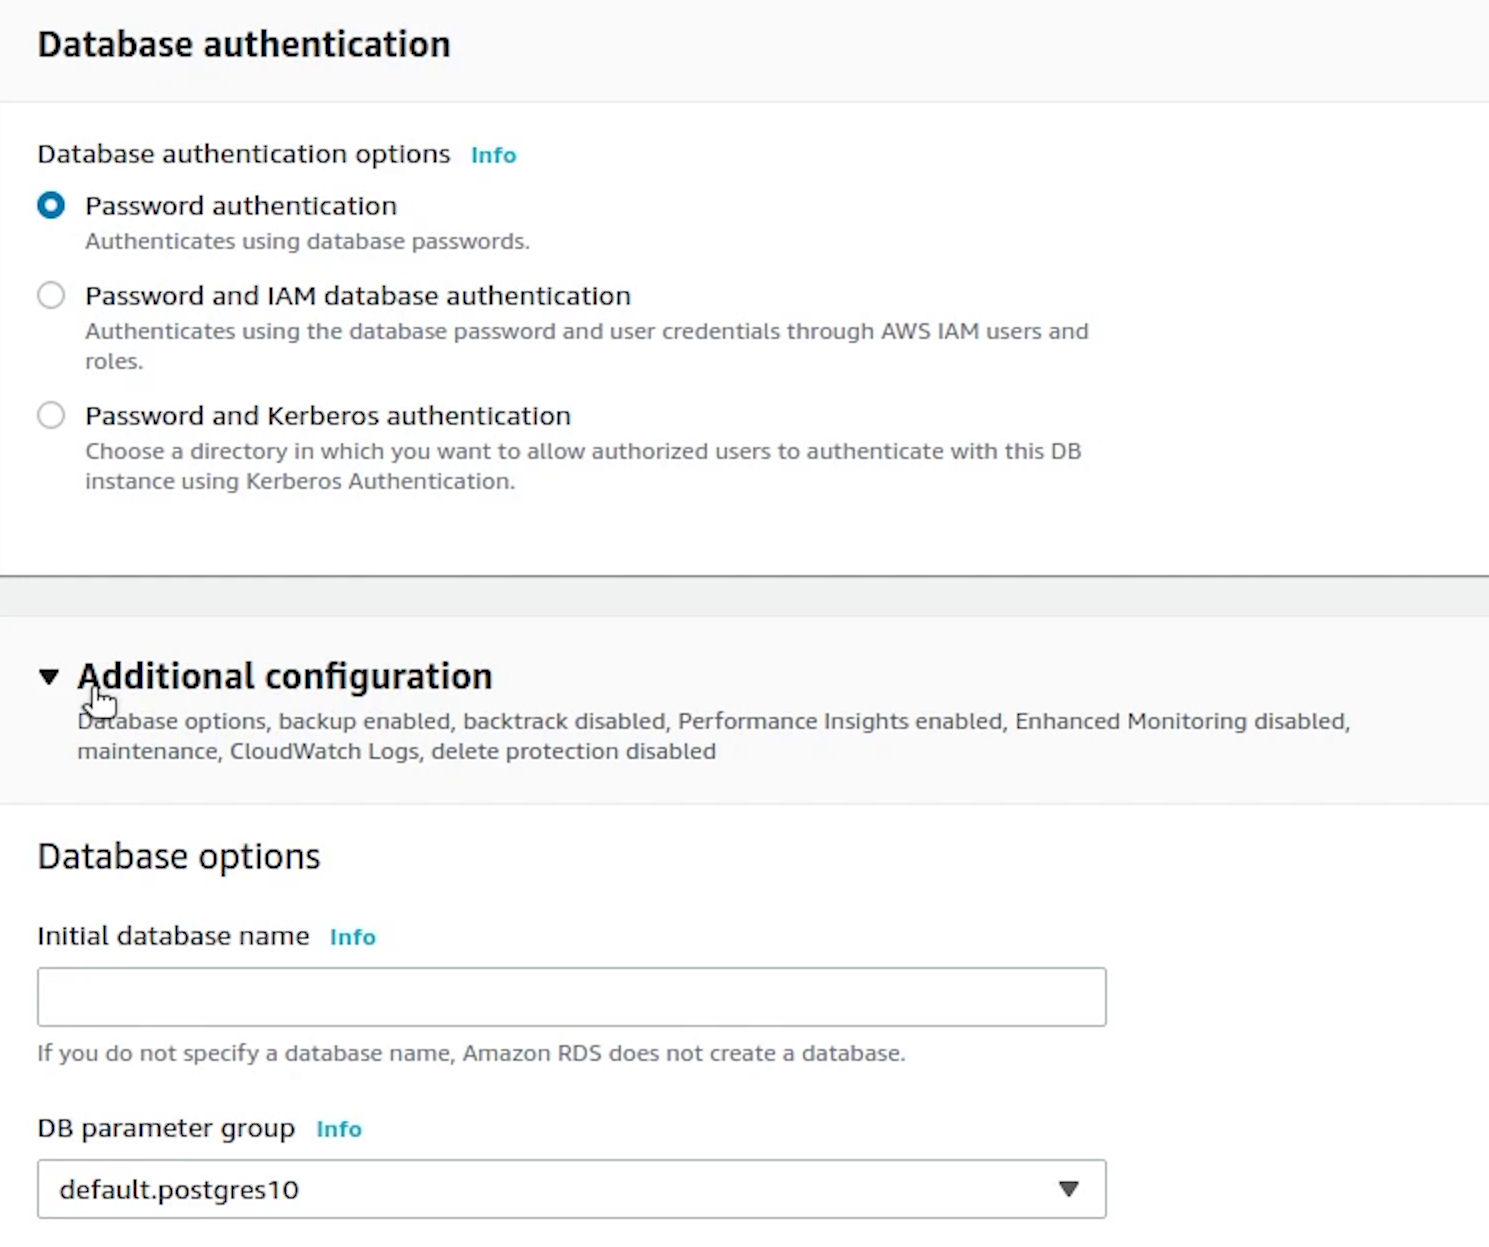 Database authentication
Database authentication options Info
Password authentication
Authenticates using database passwords.
Password and IAM database authentication
Authenticates using the database password and user credentials through AWS IAM users and
roles.
Password and Kerberos authentication
Choose a directory in which you want to allow authorized users to authenticate with this DB
instance using Kerberos Authentication.
Additional configuration
Database options, backup enabled, backtrack disabled, Performance Insights enabled, Enhanced Monitoring disabled,
maintenance, CloudWatch Logs, delete protection disabled
Database options
Initial database name Info
If you do not specify a database name, Amazon RDS does not create a database.
DB parameter group Info
default.postgres10